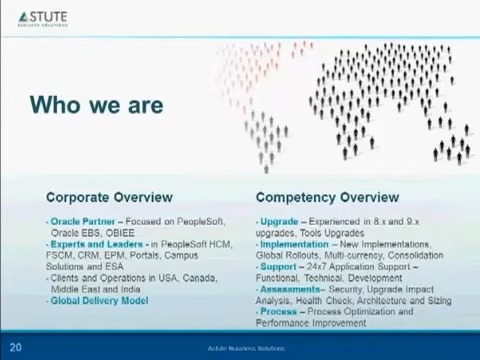 ASTUTE
BUSINESS SOLUTIONS
Who we are
Corporate Overview
- Oracle Partner – Focused on PeopleSoft,
Oracle EBS, OBIEE
- Experts and Leaders - in PeopleSoft HCM,
FSCM, CRM, EPM, Portals, Campus
Solutions and ESA
- Clients and Operations in USA, Canada,
Middle East and India
- Global Delivery Model
Competency Overview
- Upgrade – Experienced in 8.x and 9.x
upgrades, Tools Upgrades
- Implementation – New Implementations,
Global Rollouts, Multi-currency, Consolidation
- Support – 24x7 Application Support –
Functional, Technical, Development
- Assessments– Security, Upgrade Impact
Analysis, Health Check, Architecture and Sizing
- Process – Process Optimization and
Performance Improvement
20
Astute Business Solutions